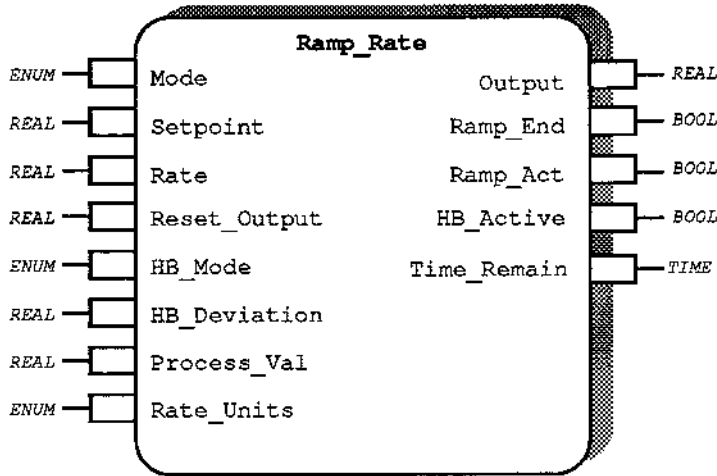 Ramp_Rate
ENUM Mode Output REAL
REAL Setpoint Ramp_End BOOL
REAL Rate Ramp_Act BOOL
REAL Reset_Output HB_Active BOOL
ENUM HB_Mode Time_Remain TIME
REAL HB_Deviation
REAL Process_Val
ENUM Rate_Units